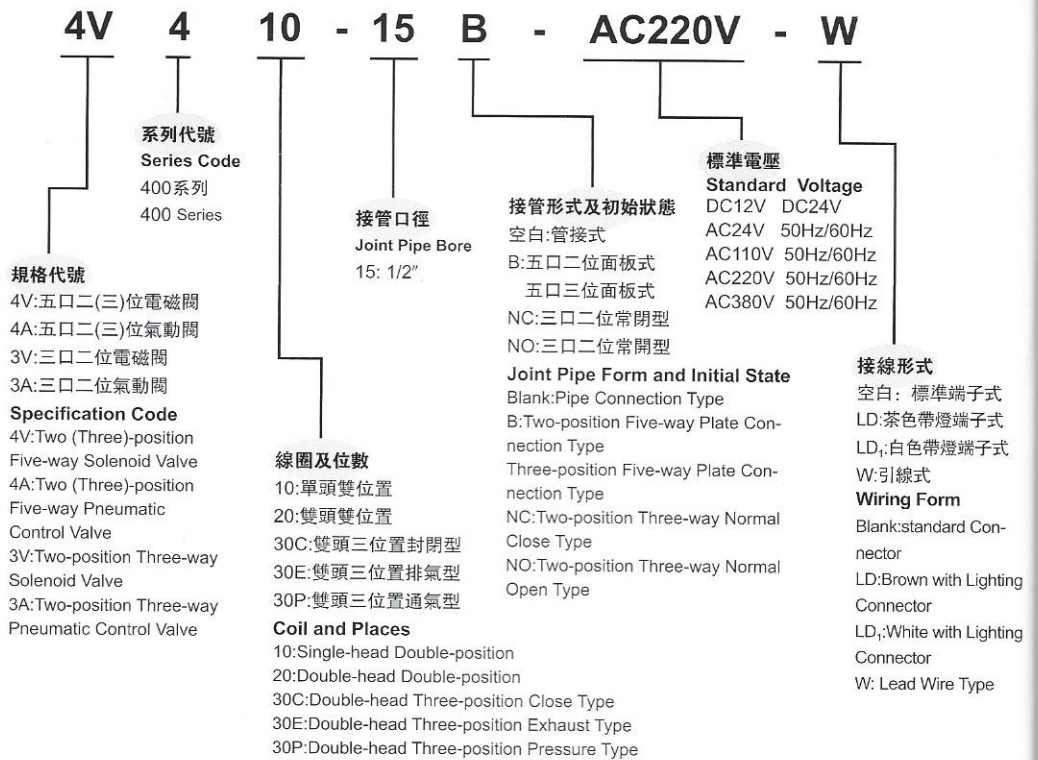 4V 4 10 - 15 B - AC220V - W
系列代號
Series Code
400系列
400 Series
規格代號
4V:五口二(三)位電磁閥
4A:五口二(三)位氣動閥
3V:三口二位電磁閥
3A:三口二位氣動閥
Specification Code
4V:Two (Three)-position
Five-way Solenoid Valve
4A:Two (Three)-position
Five-way Pneumatic
Control Valve
3V:Two-position Three-way
Solenoid Valve
3A:Two-position Three-way
Pneumatic Control Valve
線圈及位數
10:單頭雙位置
20:雙頭雙位置
30C:雙頭三位置封閉型
30E:雙頭三位置排氣型
30P:雙頭三位置通氣型
Coil and Places
10:Single-head Double-position
20:Double-head Double-position
30C:Double-head Three-position Close Type
30E:Double-head Three-position Exhaust Type
30P:Double-head Three-position Pressure Type
接管口徑
Joint Pipe Bore
15: 1/2″
接管形式及初始狀態
空白:管接式
B:五口二位面板式
五口三位面板式
NC:三口二位常閉型
NO:三口二位常開型
Joint Pipe Form and Initial State
Blank:Pipe Connection Type
B:Two-position Five-way Plate Con-
nection Type
Three-position Five-way Plate Con-
nection Type
NC:Two-position Three-way Normal
Close Type
NO:Two-position Three-way Normal
Open Type
標準電壓
Standard Voltage
DC12V DC24V
AC24V 50Hz/60Hz
AC110V 50Hz/60Hz
AC220V 50Hz/60Hz
AC380V 50Hz/60Hz
接線形式
空白：標準端子式
LD:茶色帶燈端子式
LD₁:白色帶燈端子式
W:引線式
Wiring Form
Blank:standard Con-
nector
LD:Brown with Lighting
Connector
LD₁:White with Lighting
Connector
W: Lead Wire Type